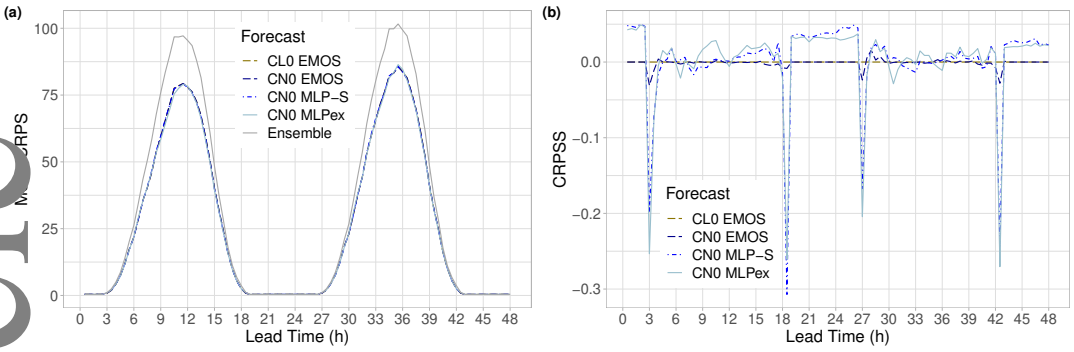 (a)
Forecast
CL0 EMOS
CN0 EMOS
CN0 MLP−S
CN0 MLPex
Ensemble
100
75
50
25
0
CRPS
0 3 6 9 12 15 18 21 24 27 30 33 36 39 42 45 48
Lead Time (h)
(b)
0.0
−0.1
−0.2
−0.3
CRPSS
Forecast
CL0 EMOS
CN0 EMOS
CN0 MLP−S
CN0 MLPex
0 3 6 9 12 15 18 21 24 27 30 33 36 39 42 45 48
Lead Time (h)